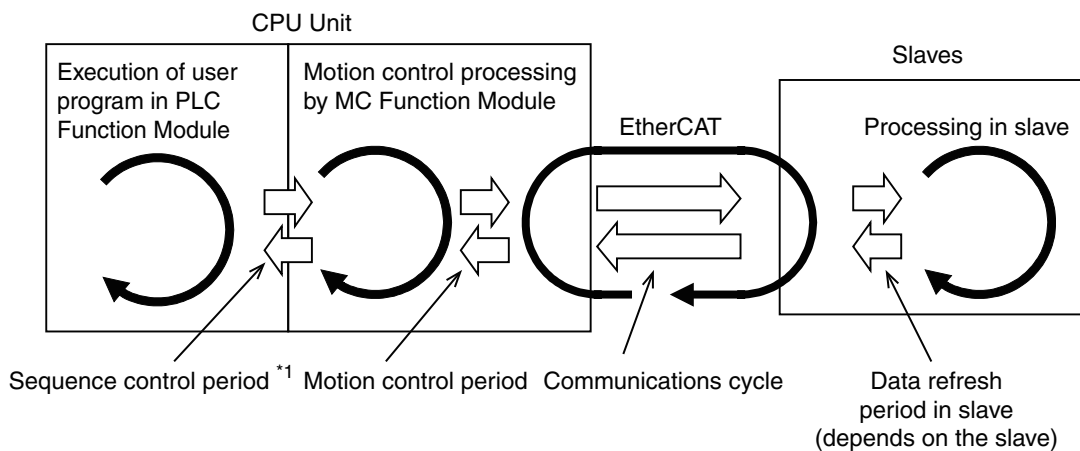 CPU Unit
Execution of user
program in PLC
Function Module
Motion control processing
by MC Function Module
EtherCAT
Slaves
Processing in slave
Sequence control period *1
Motion control period
Communications cycle
Data refresh
period in slave
(depends on the slave)